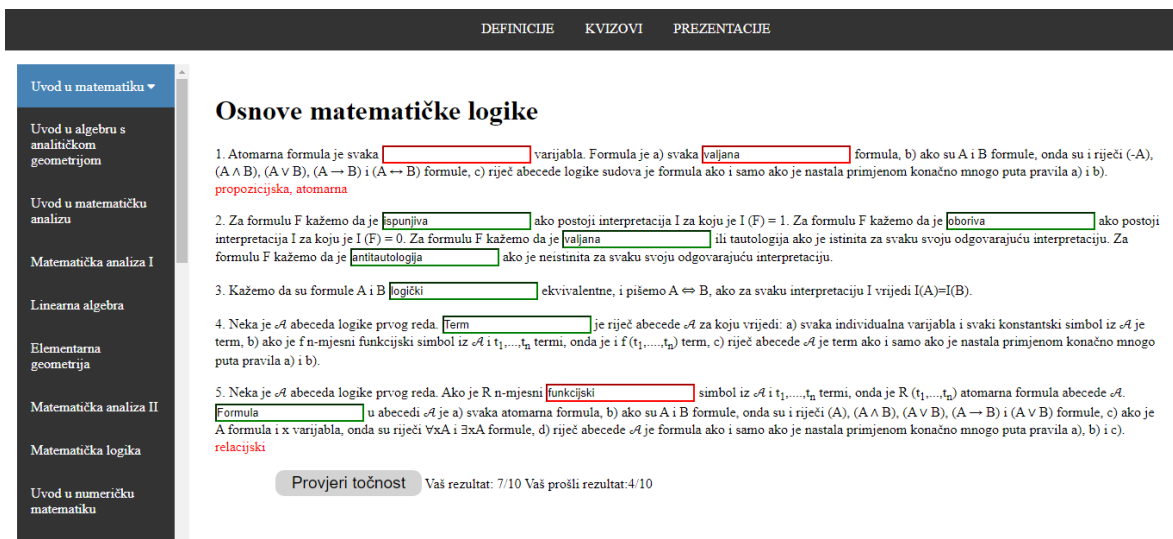 DEFINICIJE KVIZOVI PREZENTACIJE
Uvod u matematiku
Uvod u algebru s
analitičkom
geometrijom
Uvod u matematičku
analizu
Matematička analiza I
Linearna algebra
Elementarna
geometrija
Matematička analiza II
Matematička logika
Uvod u numeričku
matematiku
Osnove matematičke logike
1. Atomarna formula je svaka varijabla. Formula je a) svaka valjana formula, b) ako su A i B formule, onda su i riječi (-A),
(A ∧ B), (A ∨ B), (A → B) i (A ↔ B) formule, c) riječ abecede logike sudova je formula ako i samo ako je nastala primjenom konačno mnogo puta pravila a) i b).
propozicijska, atomarna
2. Za formulu F kažemo da je ispunjiva ako postoji interpretacija I za koju je I (F) = 1. Za formulu F kažemo da je oboriva ako postoji
interpretacija I za koju je I (F) = 0. Za formulu F kažemo da je valjana ili tautologija ako je istinita za svaku svoju odgovarajuću interpretaciju. Za
formulu F kažemo da je antitautologija ako je neistinita za svaku svoju odgovarajuću interpretaciju.
3. Kažemo da su formule A i B logički ekvivalentne, i pišemo A ⇔ B, ako za svaku interpretaciju I vrijedi I(A)=I(B).
4. Neka je 𝒜 abeceda logike prvog reda. Term je riječ abecede 𝒜 za koju vrijedi: a) svaka individualna varijabla i svaki konstantski simbol iz 𝒜 je
term, b) ako je f n-mjesni funkcijski simbol iz 𝒜 i t₁,...,tₙ termi, onda je i f (t₁,....,tₙ) term, c) riječ abecede 𝒜 je term ako i samo ako je nastala primjenom konačno mnogo
puta pravila a) i b).
5. Neka je 𝒜 abeceda logike prvog reda. Ako je R n-mjesni funkcijski simbol iz 𝒜 i t₁,....,tₙ termi, onda je R (t₁,...,tₙ) atomarna formula abecede 𝒜.
Formula u abecedi 𝒜 je a) svaka atomarna formula, b) ako su A i B formule, onda su i riječi (A), (A ∧ B), (A ∨ B), (A → B) i (A ∨ B) formule, c) ako je
A formula i x varijabla, onda su riječi ∀xA i ∃xA formule, d) riječ abecede 𝒜 je formula ako i samo ako je nastala primjenom konačno mnogo puta pravila a), b) i c).
relacijski
Provjeri točnost Vaš rezultat: 7/10 Vaš prošli rezultat:4/10